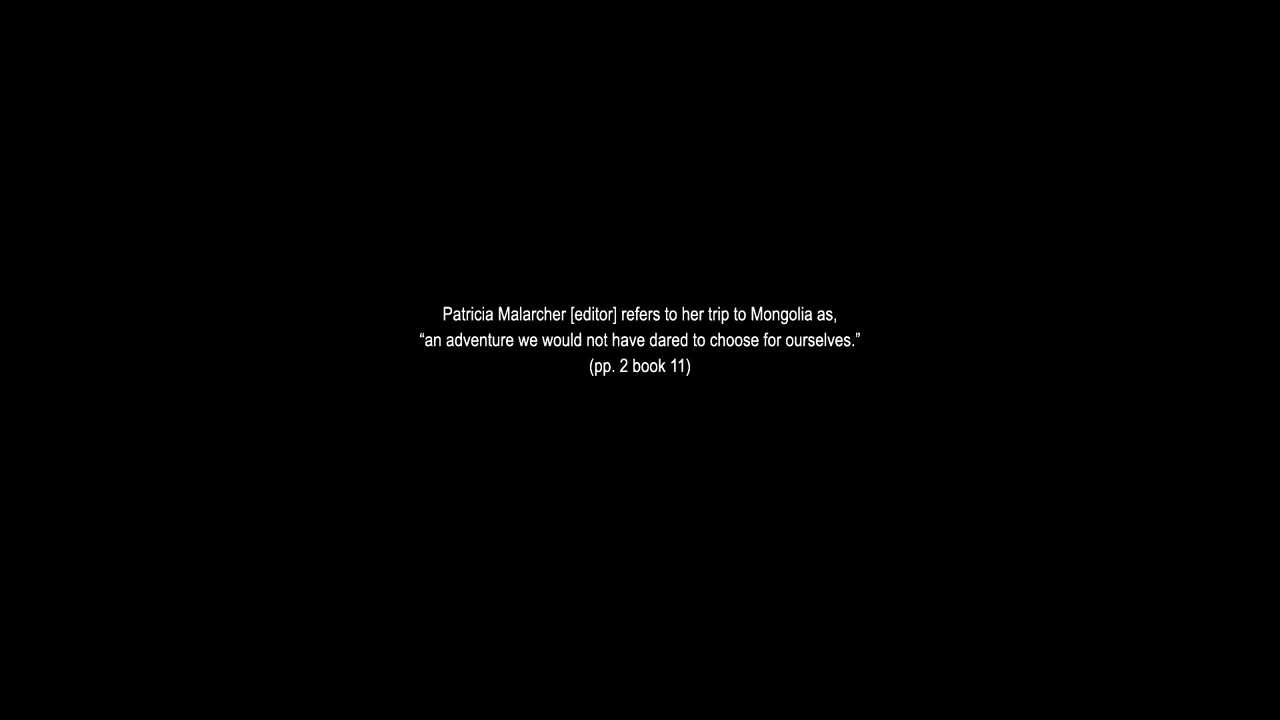 Patricia Malarcher [editor] refers to her trip to Mongolia as,
“an adventure we would not have dared to choose for ourselves.”
(pp. 2 book 11)